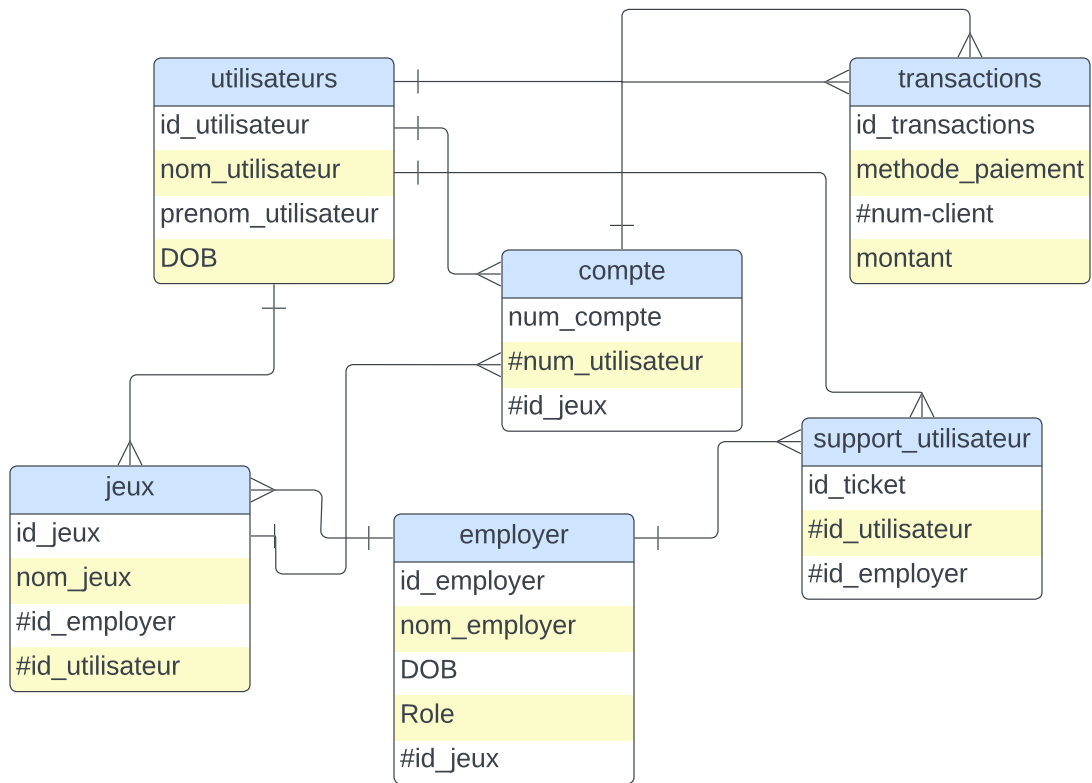 utilisateurs
id_utilisateur
nom_utilisateur
prenom_utilisateur
DOB
transactions
id_transactions
methode_paiement
#num-client
montant
compte
num_compte
#num_utilisateur
#id_jeux
support_utilisateur
id_ticket
#id_utilisateur
#id_employer
jeux
id_jeux
nom_jeux
#id_employer
#id_utilisateur
employer
id_employer
nom_employer
DOB
Role
#id_jeux